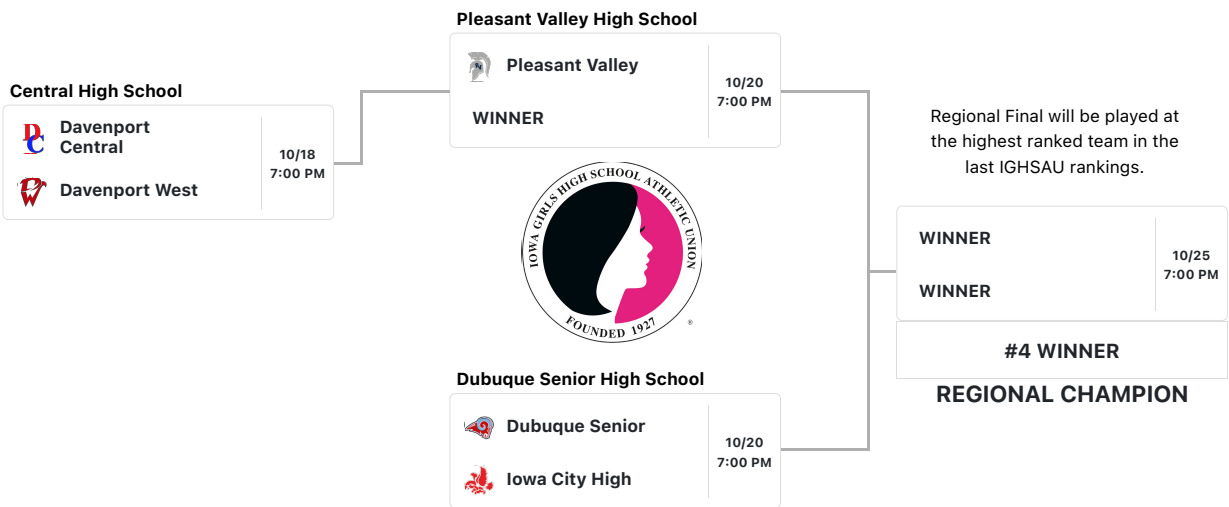 Pleasant Valley High School
Pleasant Valley
WINNER
10/20
7:00 PM
Central High School
Davenport
Central
Davenport West
10/18
7:00 PM
IOWA GIRLS HIGH SCHOOL ATHLETIC UNION
FOUNDED 1927
®
Dubuque Senior High School
Dubuque Senior
Iowa City High
10/20
7:00 PM
Regional Final will be played at
the highest ranked team in the
last IGHSAU rankings.
WINNER
WINNER
10/25
7:00 PM
#4 WINNER
REGIONAL CHAMPION